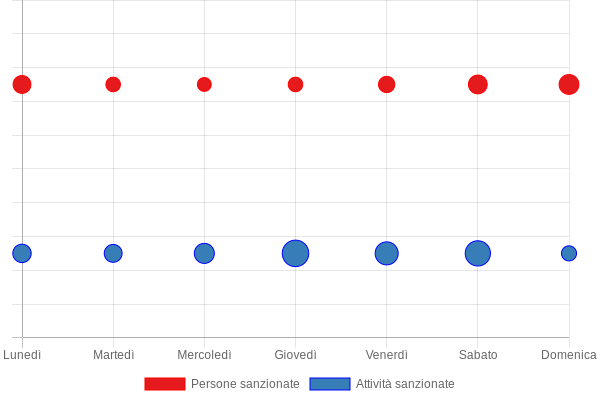 Lunedì Martedì Mercoledì Giovedì Venerdì Sabato Domenica
Persone sanzionate Attività sanzionate